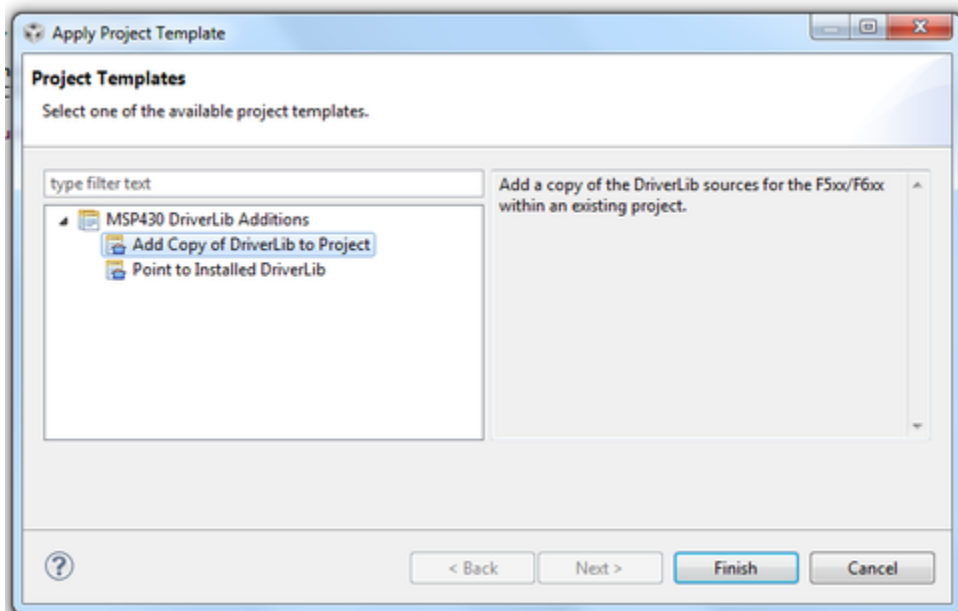 Apply Project Template
Project Templates
Select one of the available project templates.
type filter text
MSP430 DriverLib Additions
Add Copy of DriverLib to Project
Point to Installed DriverLib
Add a copy of the DriverLib sources for the F5xx/F6xx
within an existing project.
?
< Back
Next >
Finish
Cancel